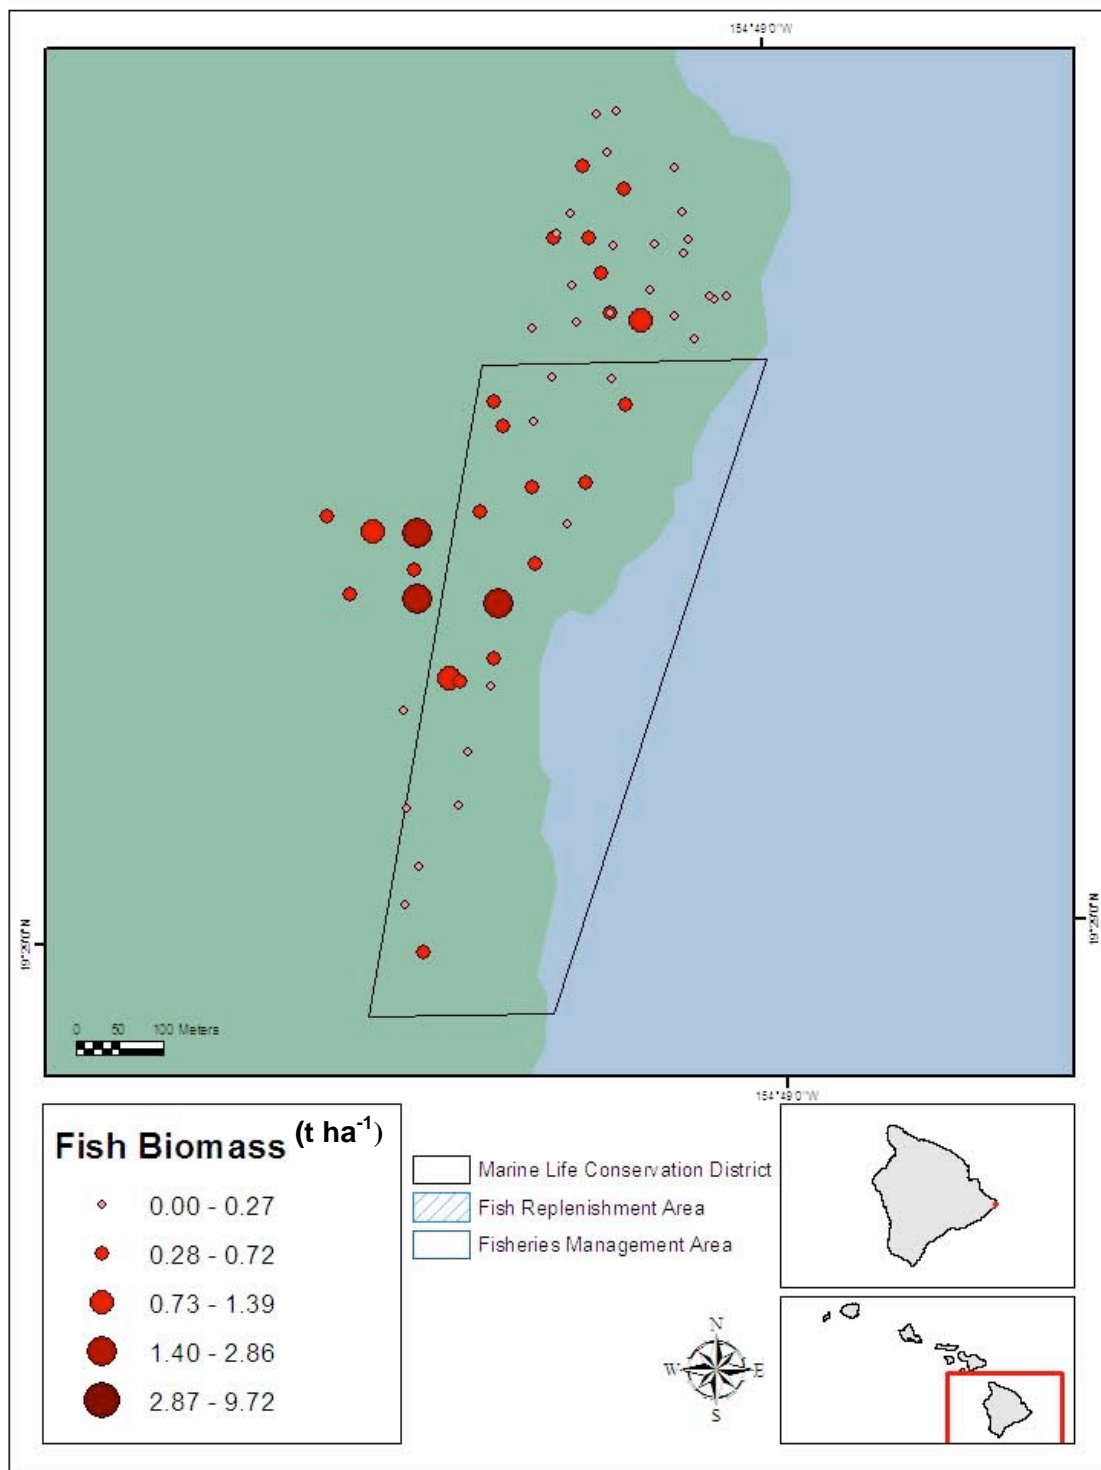 154°49'0"W
19°29'0"N
19°29'0"N
0 50 100 Meters
154°49'0"W
Fish Biomass (t ha-1)
0.00 - 0.27
0.28 - 0.72
0.73 - 1.39
1.40 - 2.86
2.87 - 9.72
Marine Life Conservation District
Fish Replenishment Area
Fisheries Management Area
N
W E
S